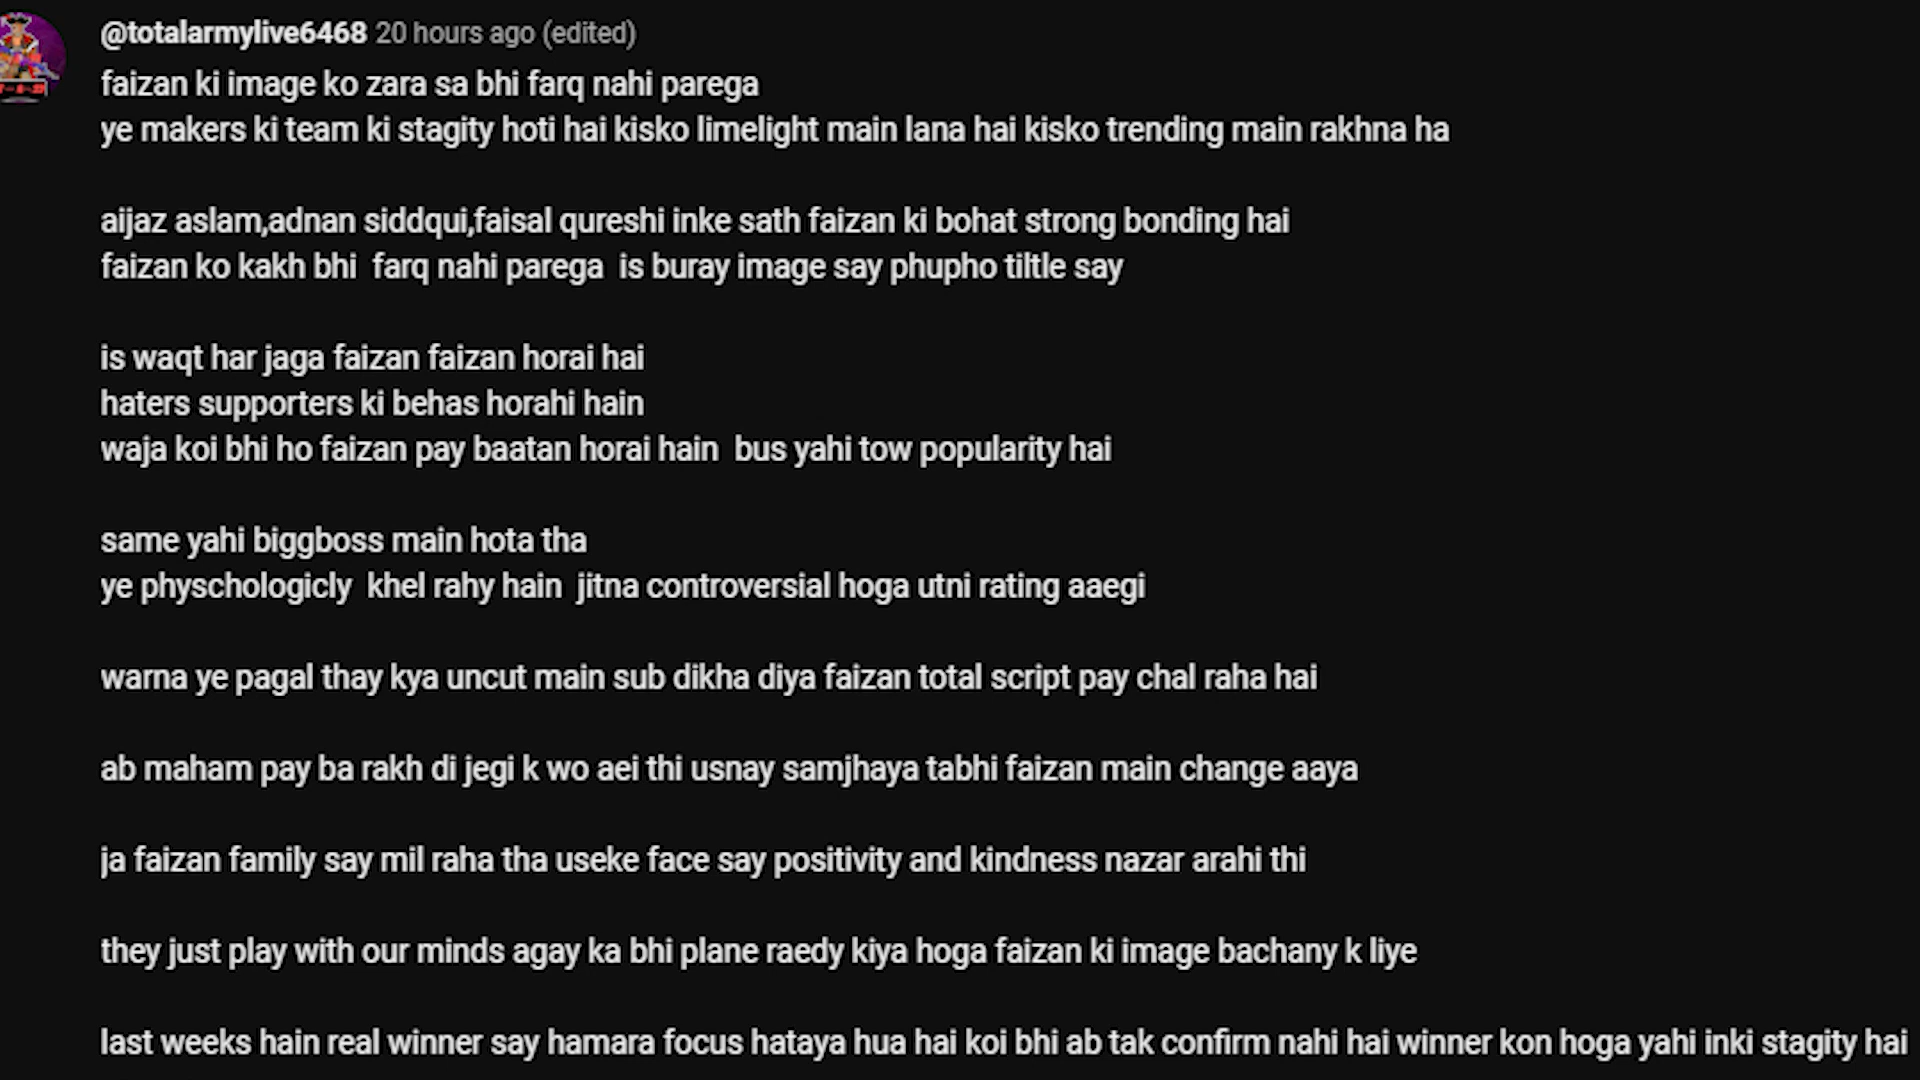 @totalarmylive6468 20 hours ago (edited)
faizan ki image ko zara sa bhi farq nahi parega
ye makers ki team ki stagity hoti hai kisko limelight main lana hai kisko trending main rakhna ha
aijaz aslam,adnan siddqui,faisal qureshi inke sath faizan ki bohat strong bonding hai
faizan ko kakh bhi  farq nahi parega  is buray image say phupho tiltle say
is waqt har jaga faizan faizan horai hai
haters supporters ki behas horahi hain
waja koi bhi ho faizan pay baatan horai hain  bus yahi tow popularity hai
same yahi biggboss main hota tha
ye physchologicly  khel rahy hain  jitna controversial hoga utni rating aaegi
warna ye pagal thay kya uncut main sub dikha diya faizan total script pay chal raha hai
ab maham pay ba rakh di jegi k wo aei thi usnay samjhaya tabhi faizan main change aaya
ja faizan family say mil raha tha useke face say positivity and kindness nazar arahi thi
they just play with our minds agay ka bhi plane raedy kiya hoga faizan ki image bachany k liye
last weeks hain real winner say hamara focus hataya hua hai koi bhi ab tak confirm nahi hai winner kon hoga yahi inki stagity hai